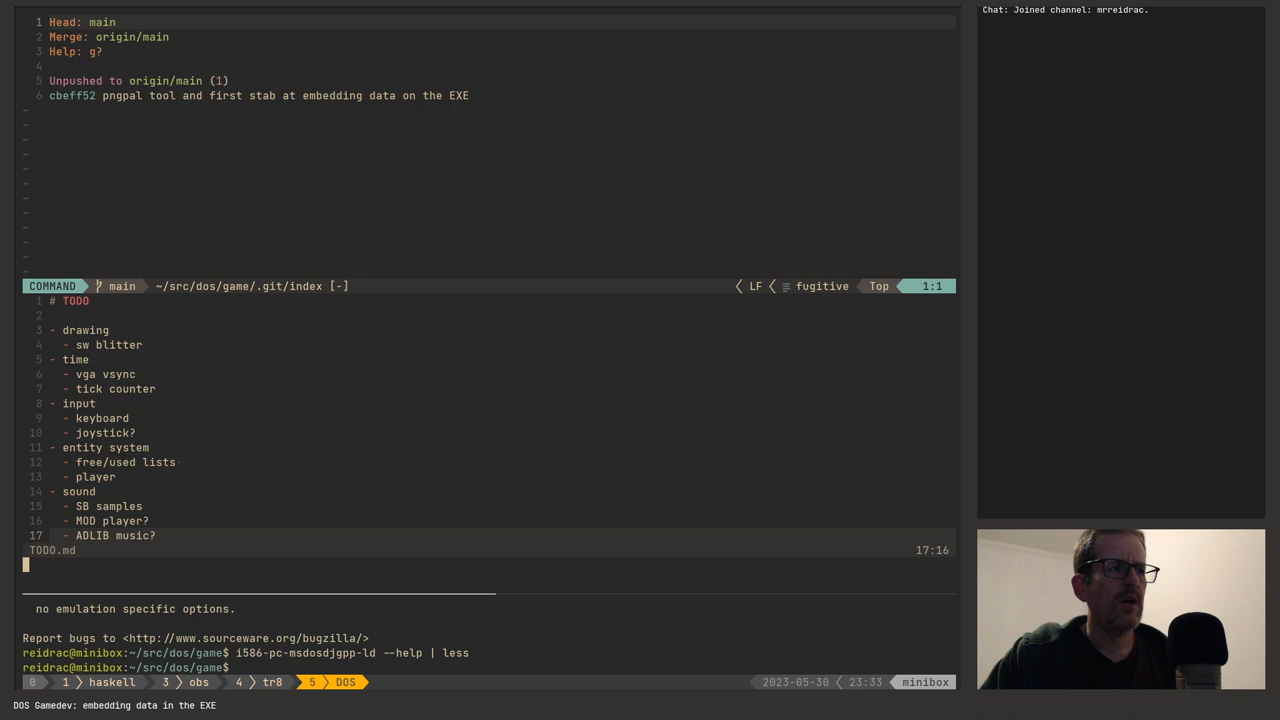 1 Head: main
2 Merge: origin/main
3 Help: g?
4
5 Unpushed to origin/main (1)
6 cbeff52 pngpal tool and first stab at embedding data on the EXE
~
~
~
~
~
~
~
~
~
~
~
~
COMMAND main ~/src/dos/game/.git/index [-] LF fugitive Top 1:1
1 # TODO
2
3 - drawing
4 - sw blitter
5 - time
6 - vga vsync
7 - tick counter
8 - input
9 - keyboard
10 - joystick?
11 - entity system
12 - free/used lists·
13 - player
14 - sound
15 - SB samples
16 - MOD player?
17 - ADLIB music?
TODO.md 17:16
no emulation specific options.
Report bugs to <http://www.sourceware.org/bugzilla/>
reidrac@minibox:~/src/dos/game$ i586-pc-msdosdjgpp-ld --help | less
reidrac@minibox:~/src/dos/game$
0 1 haskell 3 obs 4 tr8 5 DOS 2023-05-30 23:33 minibox
DOS Gamedev: embedding data in the EXE
Chat: Joined channel: mrreidrac.